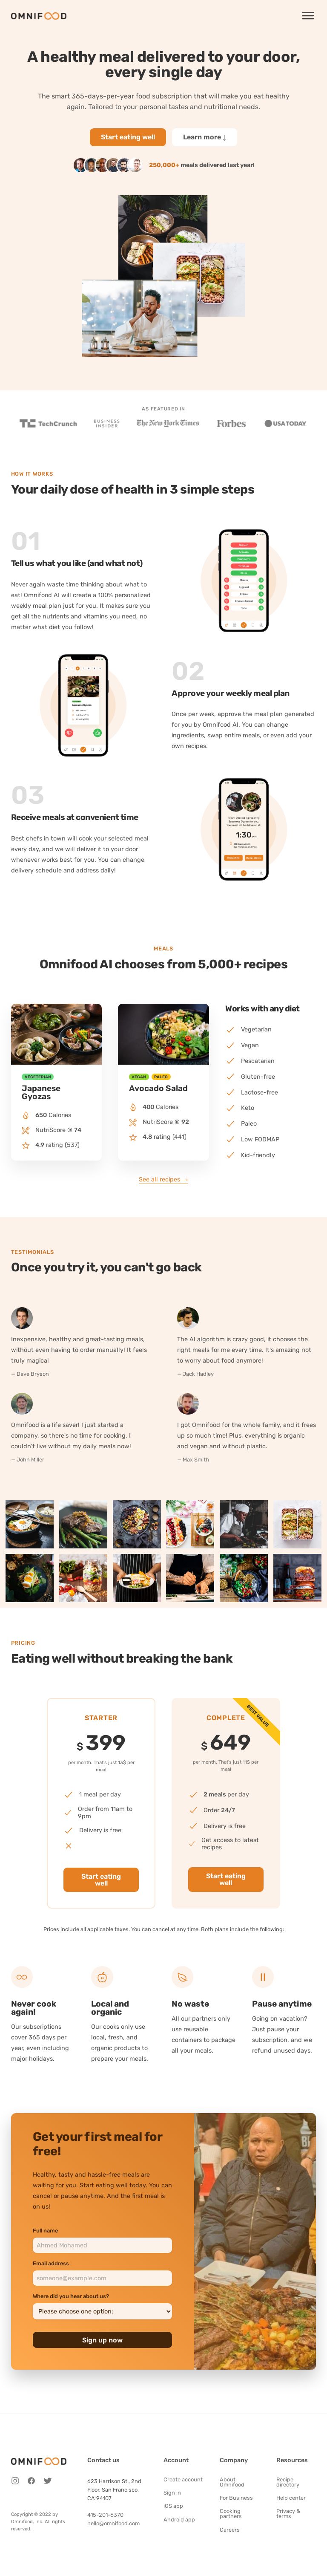 OMNIFOOD
A healthy meal delivered to your door,
every single day
The smart 365-days-per-year food subscription that will make you eat healthy
again. Tailored to your personal tastes and nutritional needs.
Start eating well
Learn more ↓
250,000+ meals delivered last year!
AS FEATURED IN
TechCrunch
BUSINESS
INSIDER
The New York Times
Forbes
USA TODAY
HOW IT WORKS
Your daily dose of health in 3 simple steps
01
Tell us what you like (and what not)
Never again waste time thinking about what to
eat! Omnifood AI will create a 100% personalized
weekly meal plan just for you. It makes sure you
get all the nutrients and vitamins you need, no
matter what diet you follow!
02
Approve your weekly meal plan
Once per week, approve the meal plan generated
for you by Omnifood AI. You can change
ingredients, swap entire meals, or even add your
own recipes.
03
Receive meals at convenient time
Best chefs in town will cook your selected meal
every day, and we will deliver it to your door
whenever works best for you. You can change
delivery schedule and address daily!
1:30
MEALS
Omnifood AI chooses from 5,000+ recipes
VEGETARIAN
Japanese
Gyozas
650 Calories
NutriScore ® 74
4.9 rating (537)
VEGAN PALEO
Avocado Salad
400 Calories
NutriScore ® 92
4.8 rating (441)
Works with any diet
Vegetarian
Vegan
Pescatarian
Gluten-free
Lactose-free
Keto
Paleo
Low FODMAP
Kid-friendly
See all recipes →
TESTIMONIALS
Once you try it, you can't go back
Inexpensive, healthy and great-tasting meals,
without even having to order manually! It feels
truly magical
— Dave Bryson
The AI algorithm is crazy good, it chooses the
right meals for me every time. It's amazing not
to worry about food anymore!
— Jack Hadley
Omnifood is a life saver! I just started a
company, so there's no time for cooking. I
couldn't live without my daily meals now!
— John Miller
I got Omnifood for the whole family, and it frees
up so much time! Plus, everything is organic
and vegan and without plastic.
— Max Smith
PRICING
Eating well without breaking the bank
STARTER
$ 399
per month. That's just 13$ per
meal
1 meal per day
Order from 11am to
9pm
Delivery is free
Start eating
well
BEST VALUE
COMPLETE
$ 649
per month. That's just 11$ per
meal
2 meals per day
Order 24/7
Delivery is free
Get access to latest
recipes
Start eating
well
Prices include all applicable taxes. You can cancel at any time. Both plans include the following:
Never cook
again!
Our subscriptions
cover 365 days per
year, even including
major holidays.
Local and
organic
Our cooks only use
local, fresh, and
organic products to
prepare your meals.
No waste
All our partners only
use reusable
containers to package
all your meals.
Pause anytime
Going on vacation?
Just pause your
subscription, and we
refund unused days.
Get your first meal for
free!
Healthy, tasty and hassle-free meals are
waiting for you. Start eating well today. You can
cancel or pause anytime. And the first meal is
on us!
Full name
Ahmed Mohamed
Email address
someone@example.com
Where did you hear about us?
Please choose one option:
Sign up now
OMNIFOOD
Copyright © 2022 by
Omnifood, Inc. All rights
reserved.
Contact us
623 Harrison St., 2nd
Floor, San Francisco,
CA 94107
415-201-6370
hello@omnifood.com
Account
Create account
Sign in
iOS app
Android app
Company
About
Omnifood
For Business
Cooking
partners
Careers
Resources
Recipe
directory
Help center
Privacy &
terms